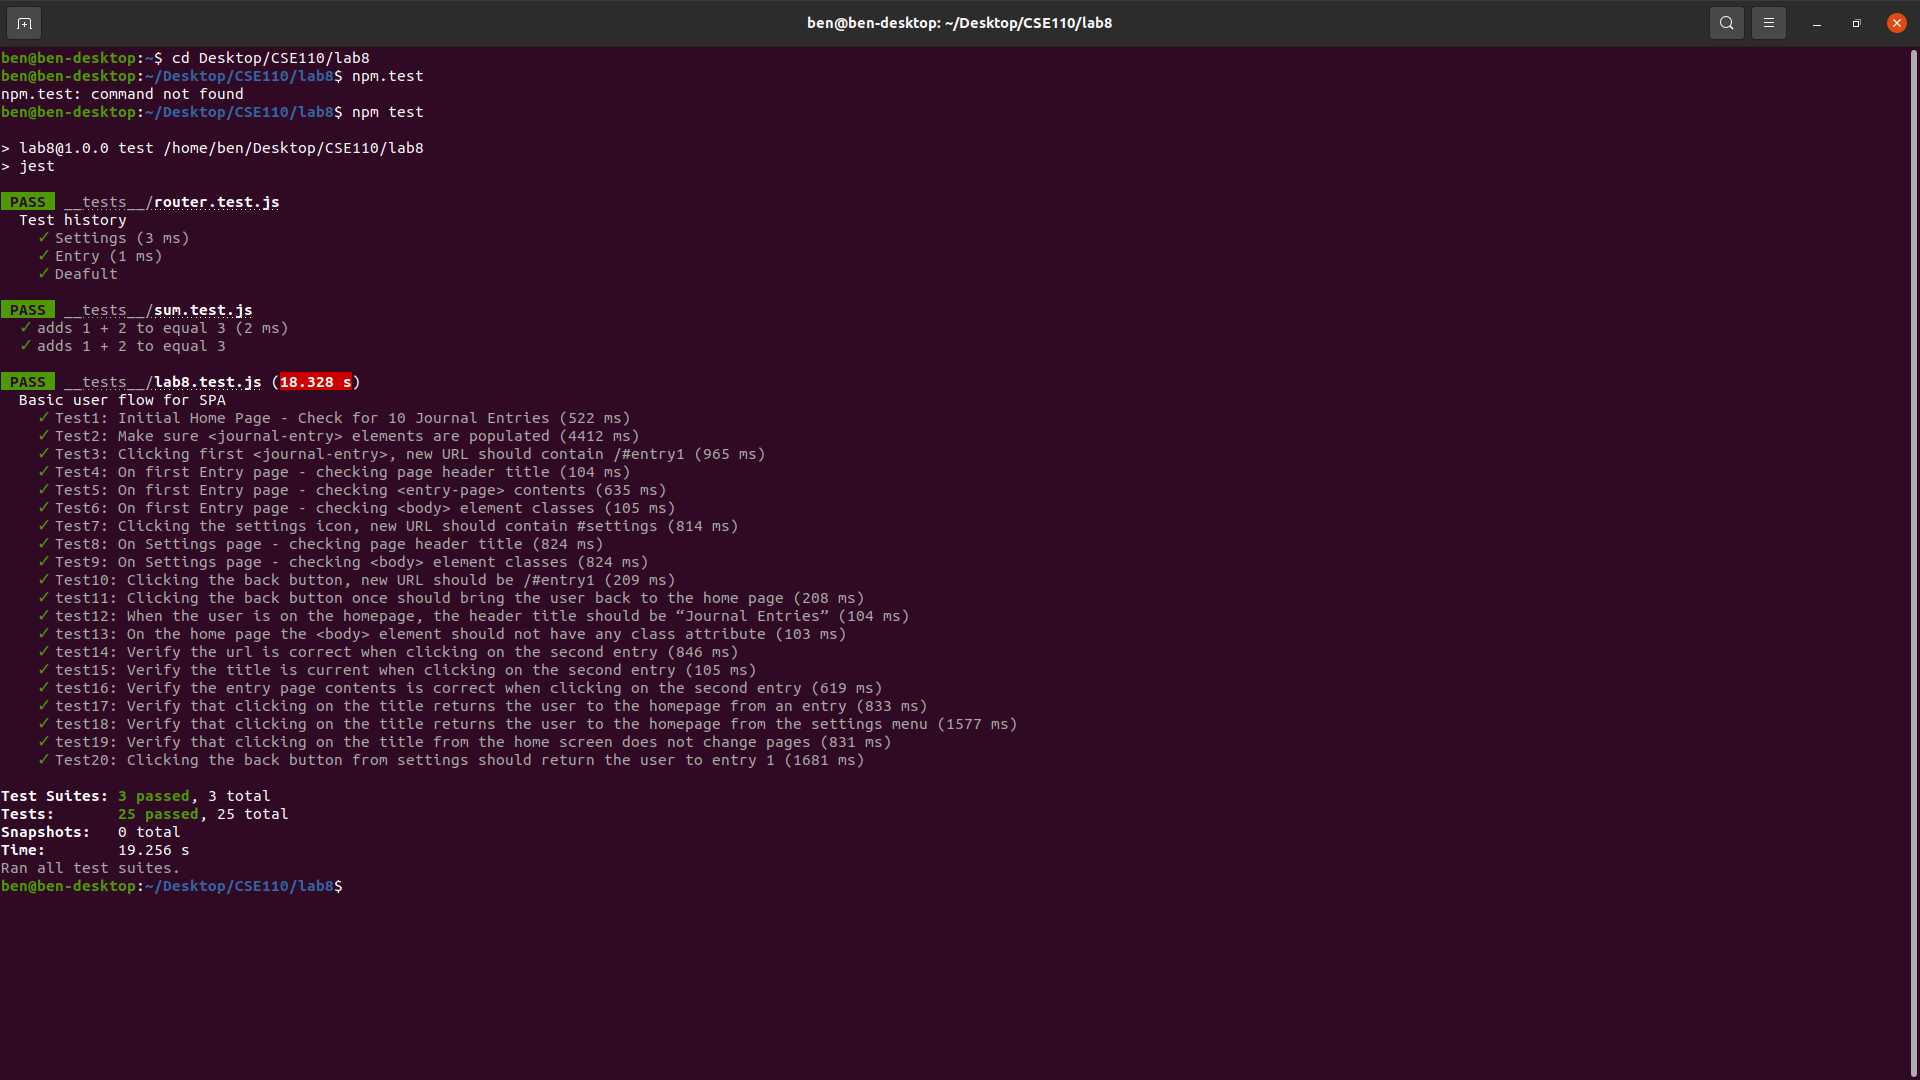 ben@ben-desktop: ~/Desktop/CSE110/lab8
ben@ben-desktop:~$ cd Desktop/CSE110/lab8
ben@ben-desktop:~/Desktop/CSE110/lab8$ npm.test
npm.test: command not found
ben@ben-desktop:~/Desktop/CSE110/lab8$ npm test
> lab8@1.0.0 test /home/ben/Desktop/CSE110/lab8
> jest
PASS __tests__/router.test.js
Test history
✓ Settings (3 ms)
✓ Entry (1 ms)
✓ Deafult
PASS __tests__/sum.test.js
✓ adds 1 + 2 to equal 3 (2 ms)
✓ adds 1 + 2 to equal 3
PASS __tests__/lab8.test.js (18.328 s)
Basic user flow for SPA
✓ Test1: Initial Home Page - Check for 10 Journal Entries (522 ms)
✓ Test2: Make sure <journal-entry> elements are populated (4412 ms)
✓ Test3: Clicking first <journal-entry>, new URL should contain /#entry1 (965 ms)
✓ Test4: On first Entry page - checking page header title (104 ms)
✓ Test5: On first Entry page - checking <entry-page> contents (635 ms)
✓ Test6: On first Entry page - checking <body> element classes (105 ms)
✓ Test7: Clicking the settings icon, new URL should contain #settings (814 ms)
✓ Test8: On Settings page - checking page header title (824 ms)
✓ Test9: On Settings page - checking <body> element classes (824 ms)
✓ Test10: Clicking the back button, new URL should be /#entry1 (209 ms)
✓ test11: Clicking the back button once should bring the user back to the home page (208 ms)
✓ test12: When the user is on the homepage, the header title should be “Journal Entries” (104 ms)
✓ test13: On the home page the <body> element should not have any class attribute (103 ms)
✓ test14: Verify the url is correct when clicking on the second entry (846 ms)
✓ test15: Verify the title is current when clicking on the second entry (105 ms)
✓ test16: Verify the entry page contents is correct when clicking on the second entry (619 ms)
✓ test17: Verify that clicking on the title returns the user to the homepage from an entry (833 ms)
✓ test18: Verify that clicking on the title returns the user to the homepage from the settings menu (1577 ms)
✓ test19: Verify that clicking on the title from the home screen does not change pages (831 ms)
✓ Test20: Clicking the back button from settings should return the user to entry 1 (1681 ms)
Test Suites: 3 passed, 3 total
Tests: 25 passed, 25 total
Snapshots: 0 total
Time: 19.256 s
Ran all test suites.
ben@ben-desktop:~/Desktop/CSE110/lab8$